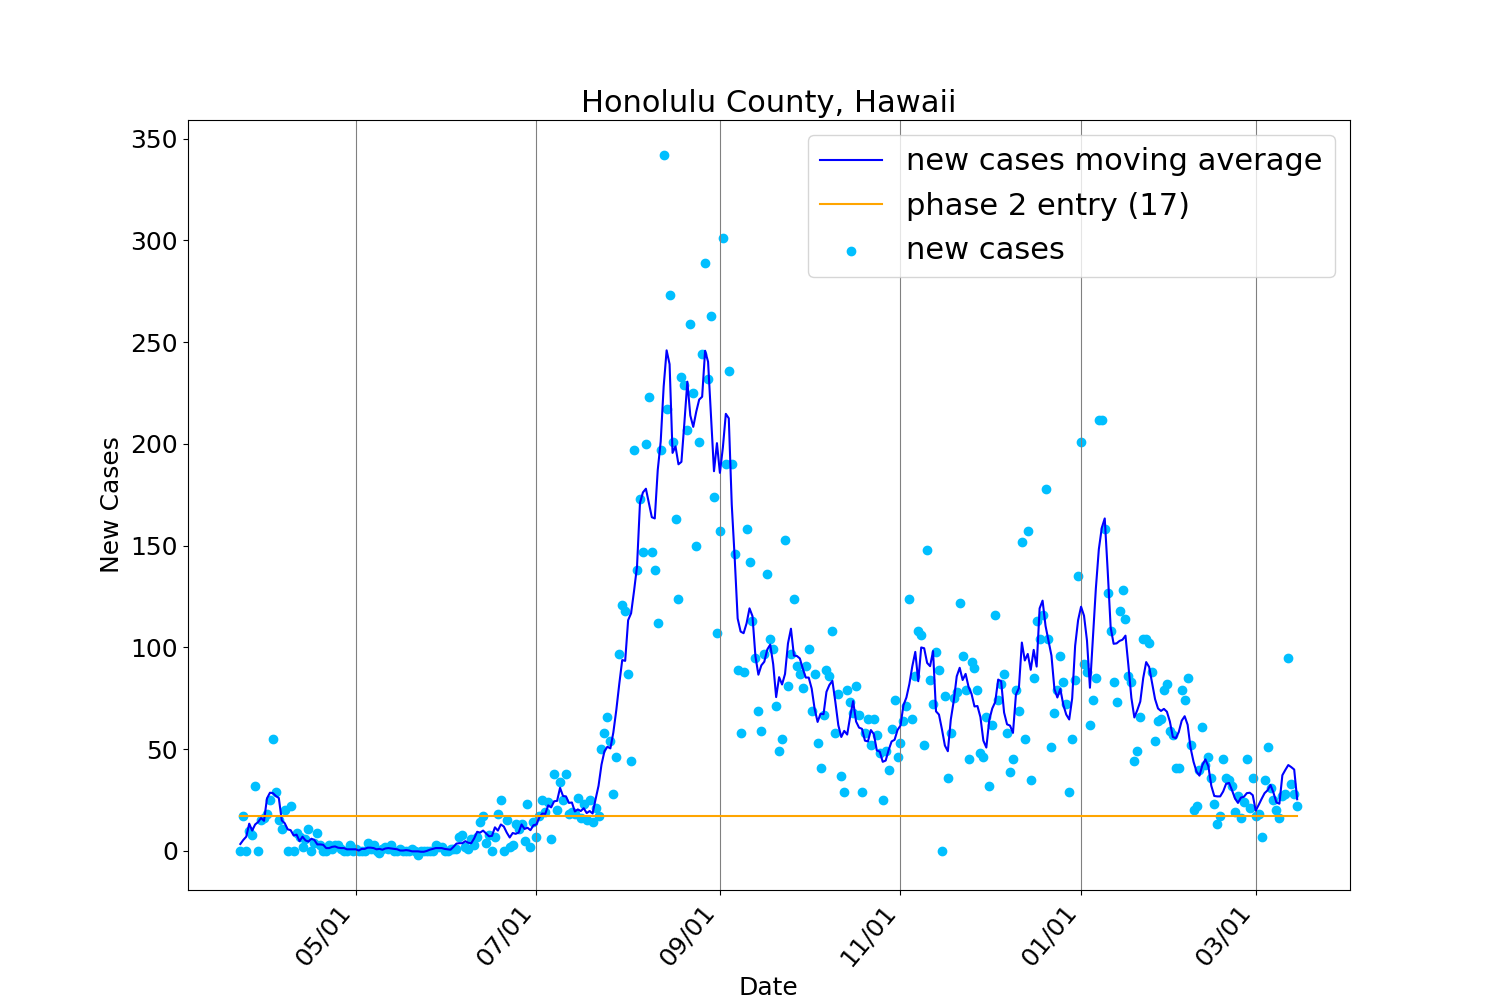 Honolulu County, Hawaii
new cases moving average
phase 2 entry (17)
new cases
350
300
250
200
150
100
50
0
New Cases
05/01
07/01
09/01
11/01
01/01
03/01
Date